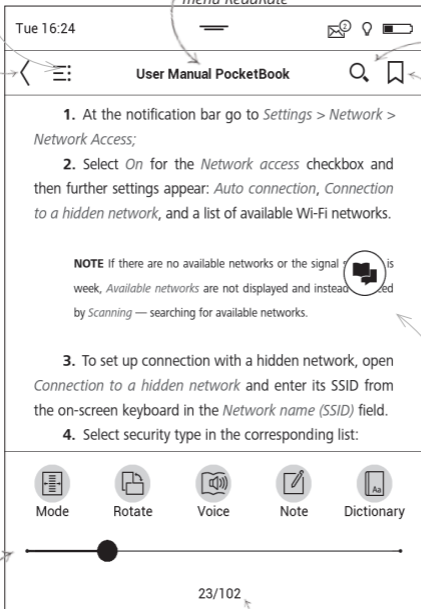 menu ReadRate
Tue 16:24
2
User Manual PocketBook
1. At the notification bar go to Settings > Network >
Network Access;
2. Select On for the Network access checkbox and
then further settings appear: Auto connection, Connection
to a hidden network, and a list of available Wi-Fi networks.
NOTE If there are no available networks or the signal is
week, Available networks are not displayed and instead
by Scanning — searching for available networks.
3. To set up connection with a hidden network, open
Connection to a hidden network and enter its SSID from
the on-screen keyboard in the Network name (SSID) field.
4. Select security type in the corresponding list:
Aa
Mode Rotate Voice Note Dictionary
23/102